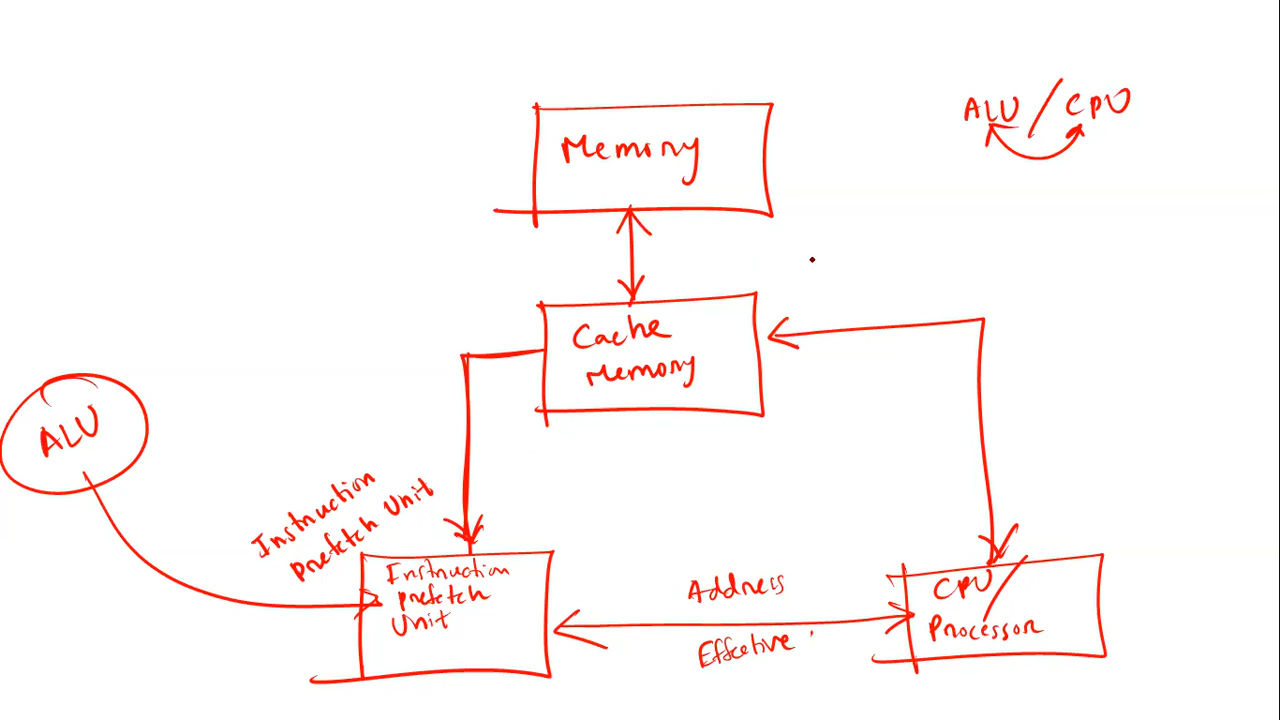 ALU / CPU
Memory
Cache
Memory
ALU
Instruction
Prefetch Unit
Instruction
prefetch
Unit
Address
Effective
CPU/
Processor